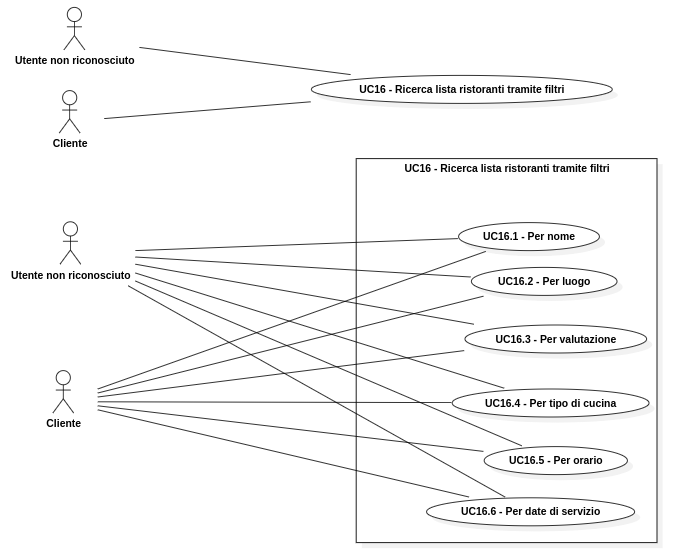 Utente non riconosciuto
UC16 - Ricerca lista ristoranti tramite filtri
Cliente
UC16 - Ricerca lista ristoranti tramite filtri
UC16.1 - Per nome
Utente non riconosciuto
UC16.2 - Per luogo
UC16.3 - Per valutazione
UC16.4 - Per tipo di cucina
Cliente
UC16.5 - Per orario
UC16.6 - Per date di servizio